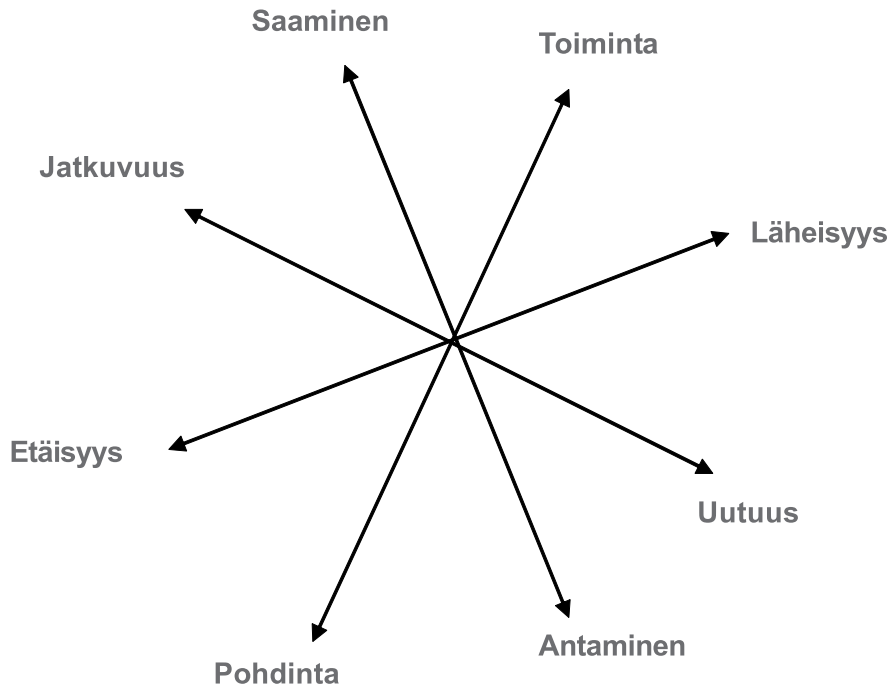 Saaminen
Toiminta
Jatkuvuus
Läheisyys
Etäisyys
Uutuus
Antaminen
Pohdinta